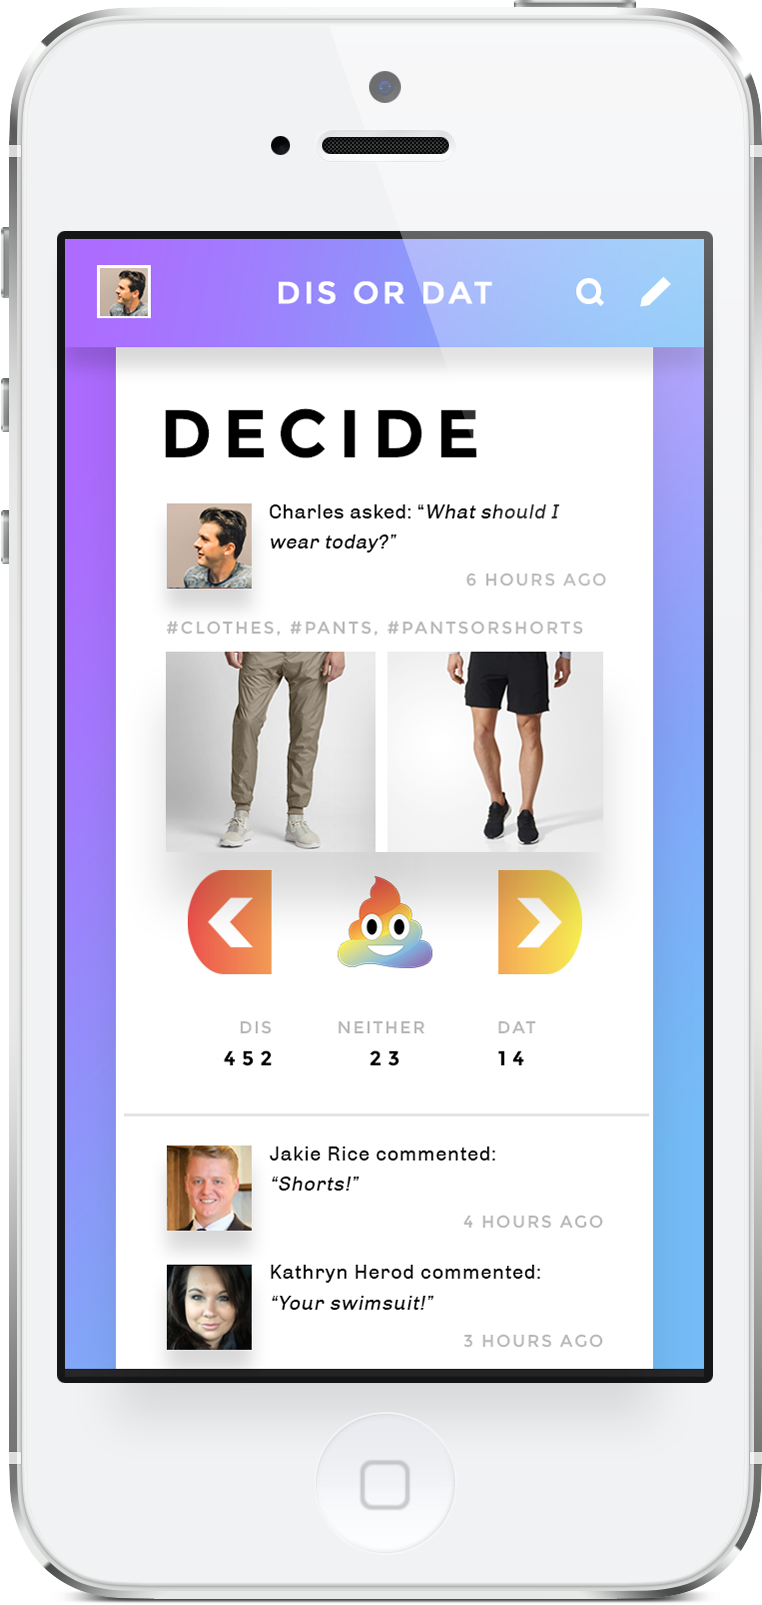 DIS OR DAT
DECIDE
Charles asked: “What should I
wear today?”
6 HOURS AGO
#CLOTHES, #PANTS, #PANTSORSHORTS
DIS NEITHER DAT
452 23 14
Jakie Rice commented:
“Shorts!”
4 HOURS AGO
Kathryn Herod commented:
“Your swimsuit!”
3 HOURS AGO